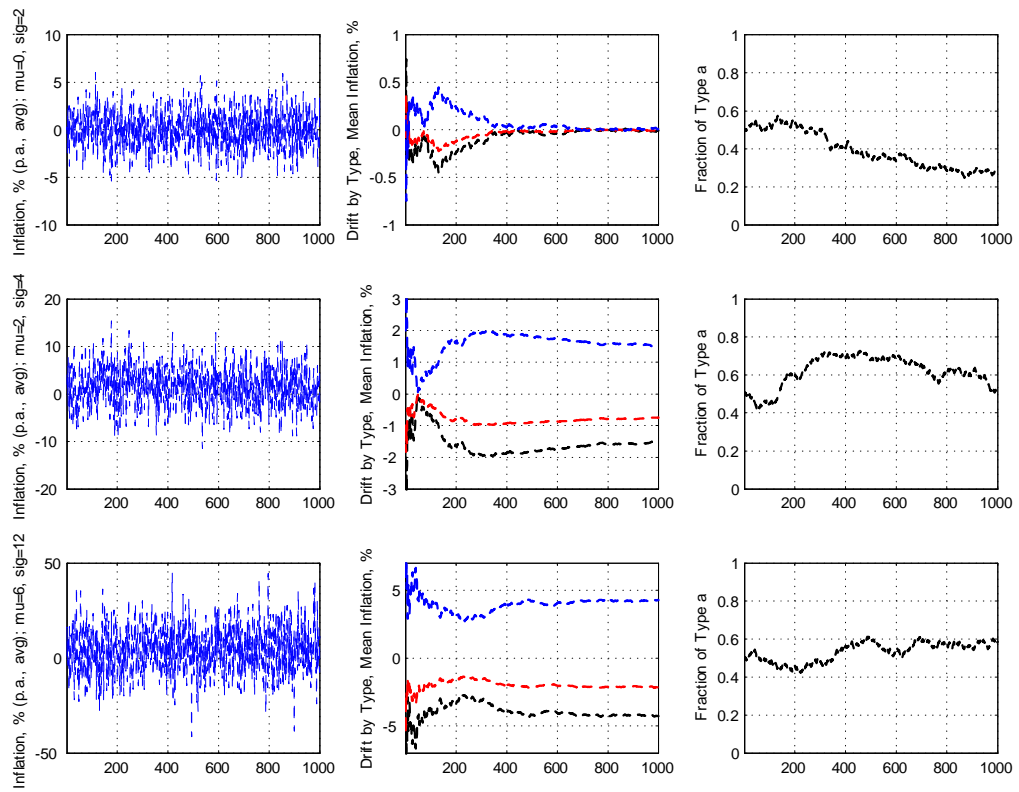 Inflation, % (p.a., avg); mu=0, sig=2
10
5
0
-5
-10
200 400 600 800 1000
Drift by Type, Mean Inflation, %
1
0.5
0
-0.5
1
200 400 600 800 1000
Fraction of Type a
1
0.8
0.6
0.4
0.2
0
200 400 600 800 1000
Inflation, % (p.a., avg); mu=2, sig=4
20
10
0
-10
-20
200 400 600 800 1000
Drift by Type, Mean Inflation, %
3
2
1
0
-1
-2
-3
200 400 600 800 1000
Fraction of Type a
1
0.8
0.6
0.4
0.2
0
200 400 600 800 1000
Inflation, % (p.a., avg); mu=6, sig=12
50
0
-50
200 400 600 800 1000
Drift by Type, Mean Inflation, %
5
0
-5
200 400 600 800 1000
Fraction of Type a
1
0.8
0.6
0.4
0.2
0
200 400 600 800 1000